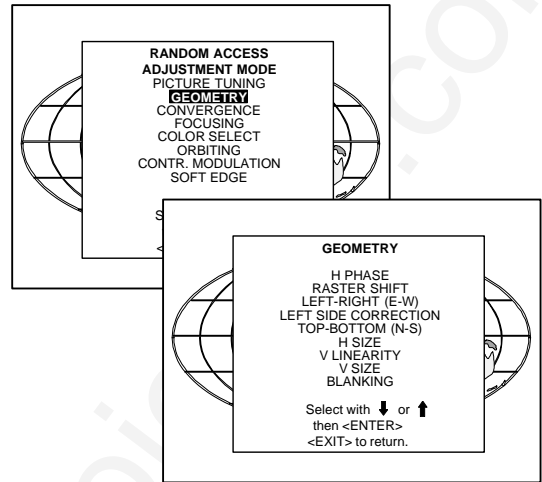 RANDOM ACCESS
ADJUSTMENT MODE
PICTURE TUNING
GEOMETRY
CONVERGENCE
FOCUSING
COLOR SELECT
ORBITING
CONTR. MODULATION
SOFT EDGE
S
<
GEOMETRY
H PHASE
RASTER SHIFT
LEFT-RIGHT (E-W)
LEFT SIDE CORRECTION
TOP-BOTTOM (N-S)
H SIZE
V LINEARITY
V SIZE
BLANKING
Select with ⬇ or ⬆
then <ENTER>
<EXIT> to return.